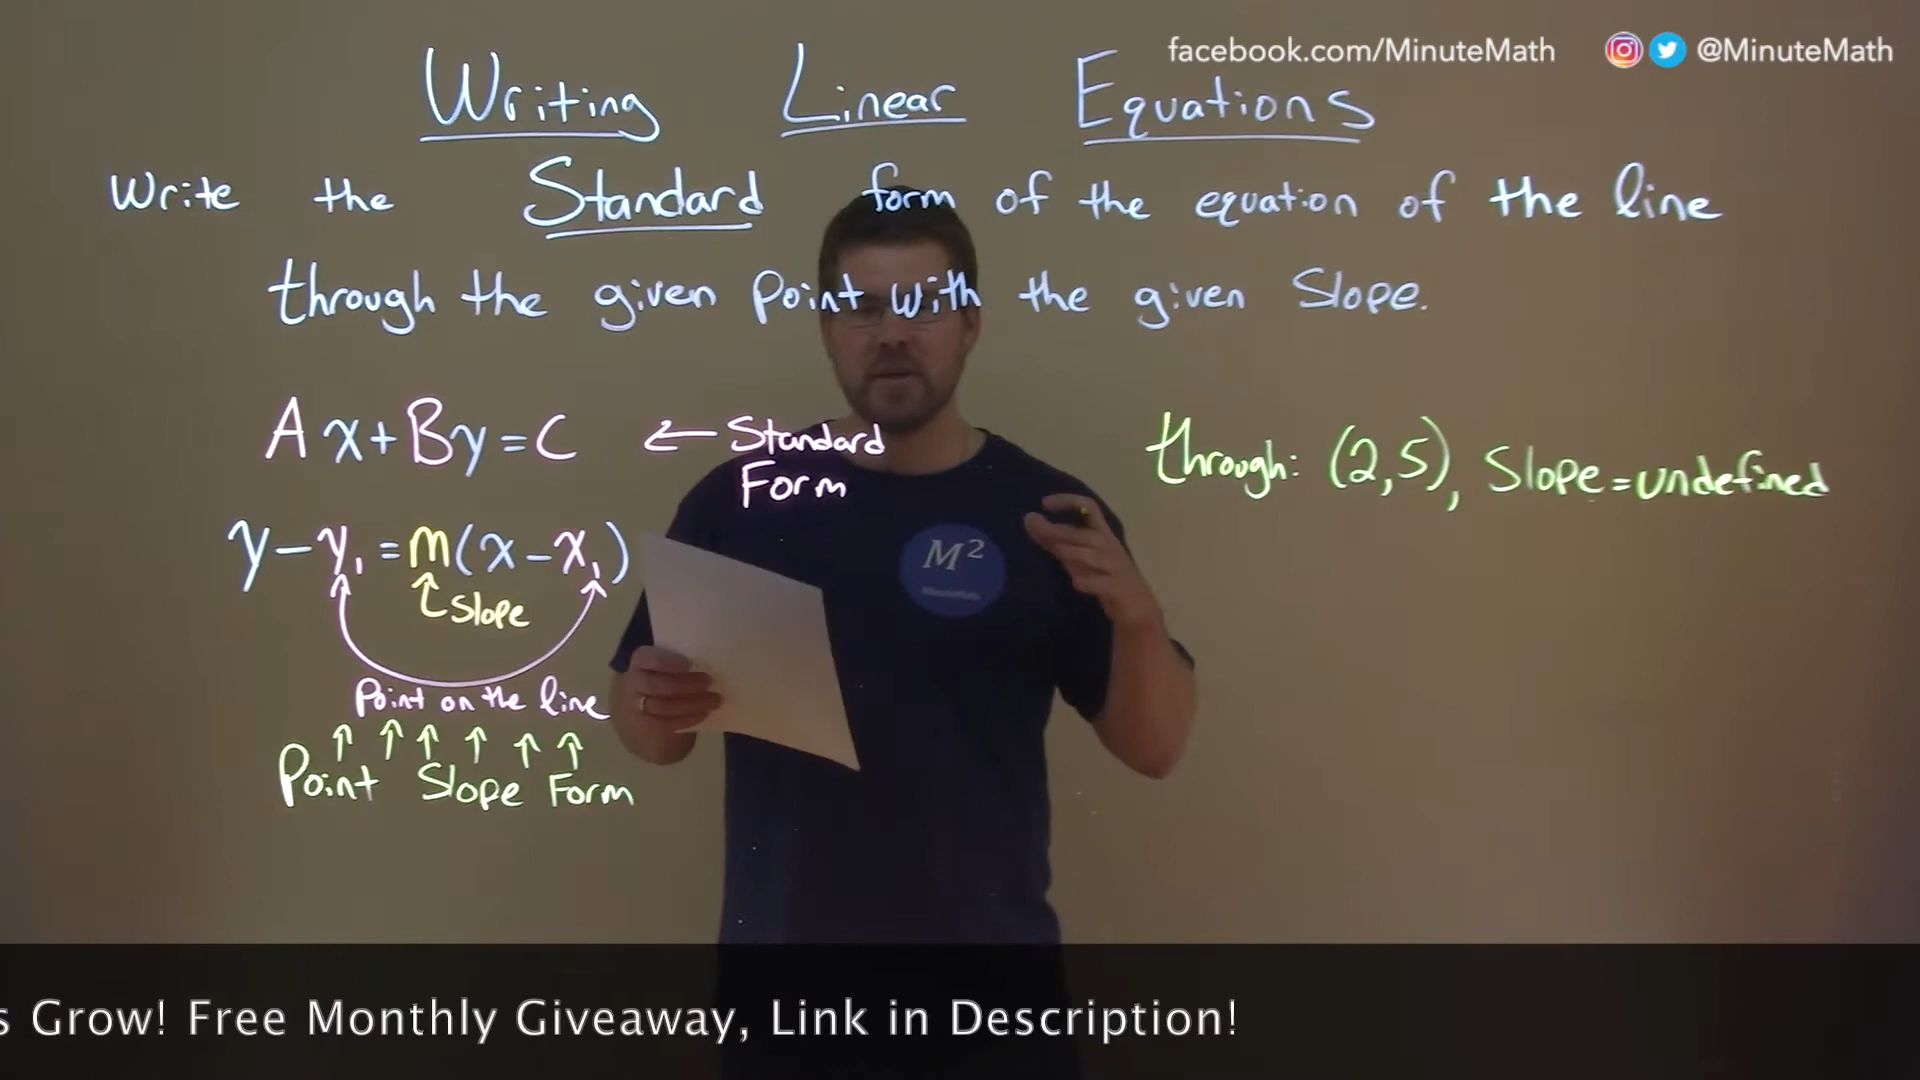 facebook.com/MinuteMath @MinuteMath
Writing Linear Equations
Write the Standard form of the equation of the line
through the given point with the given Slope.
Ax+By=C ← Standard
Form
through: (2,5), Slope=undefined
y-y₁=m(x-x₁)
↑ Slope
Point on the line
↑ ↑ ↑ ↑ ↑ ↑
Point Slope Form
M²
MinuteMath
s Grow! Free Monthly Giveaway, Link in Description!